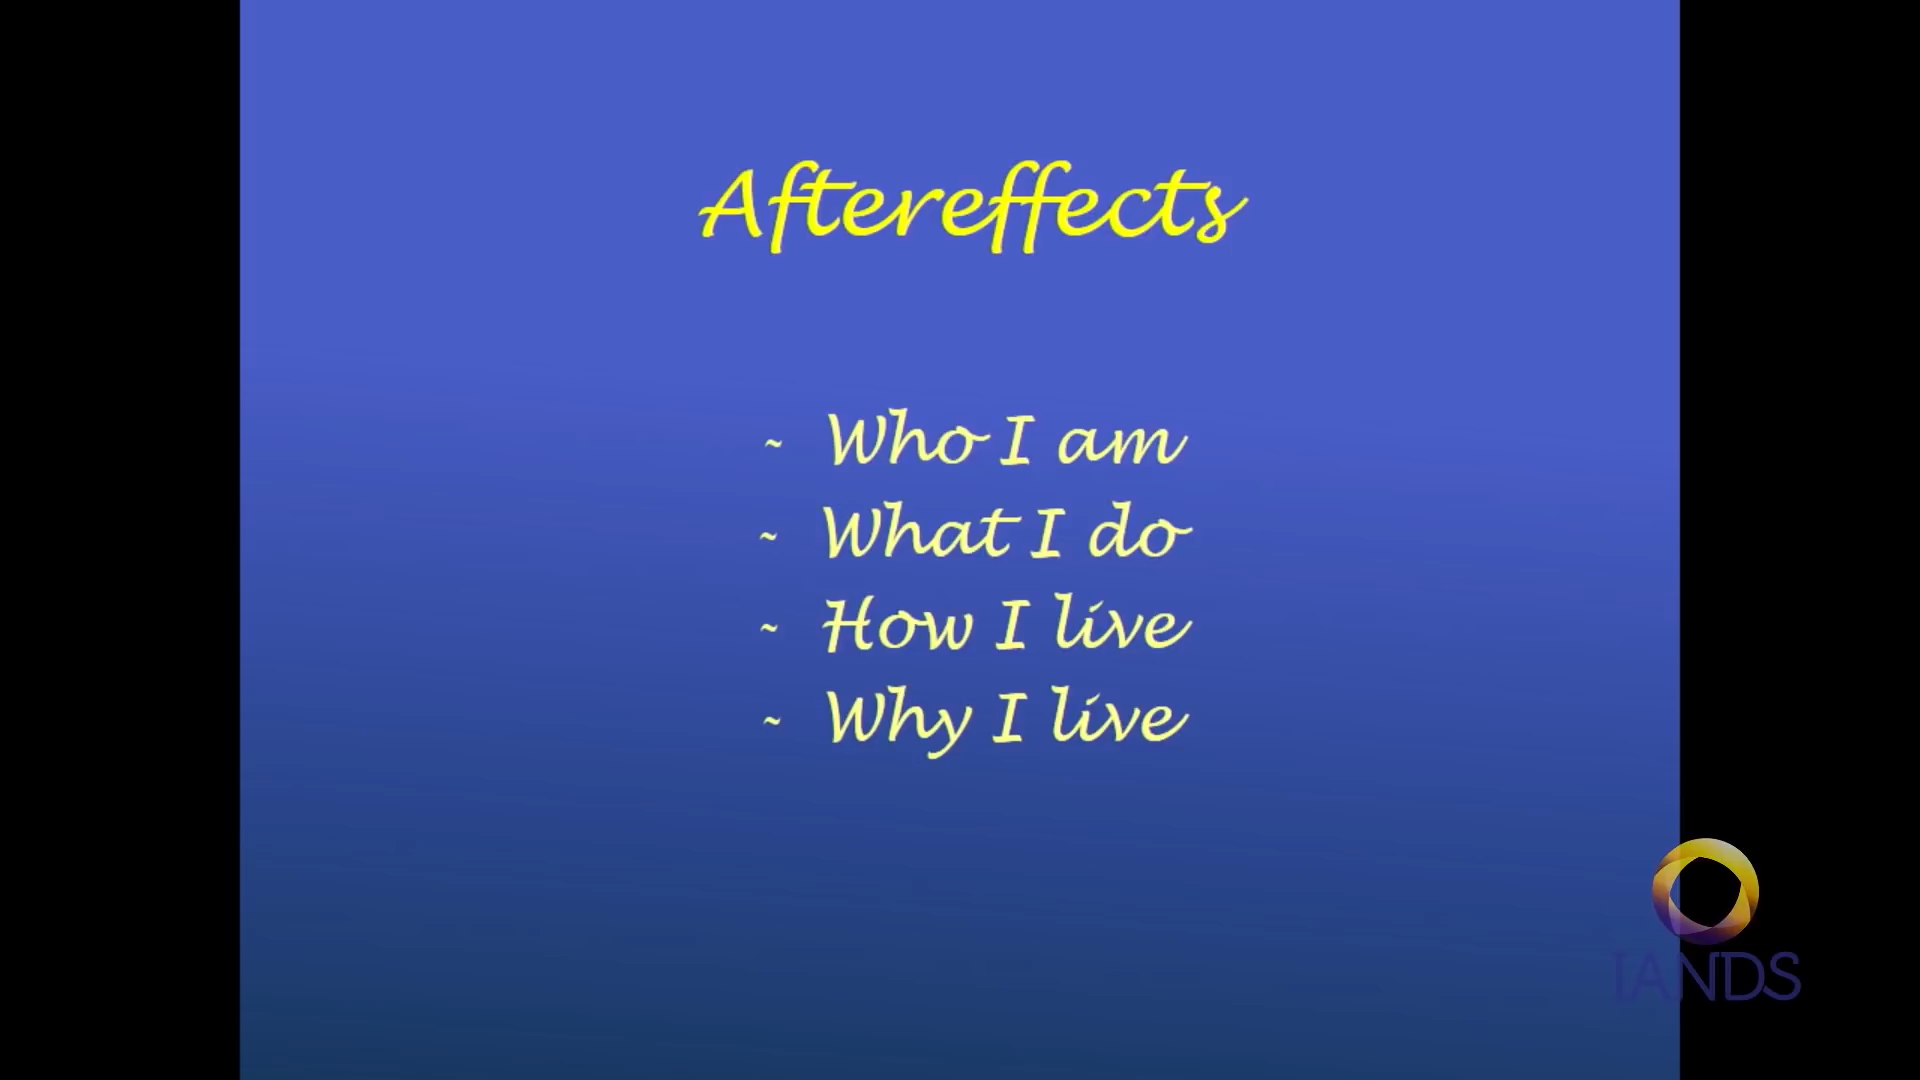 Aftereffects
~ Who I am
~ What I do
~ How I live
~ Why I live
IANDS